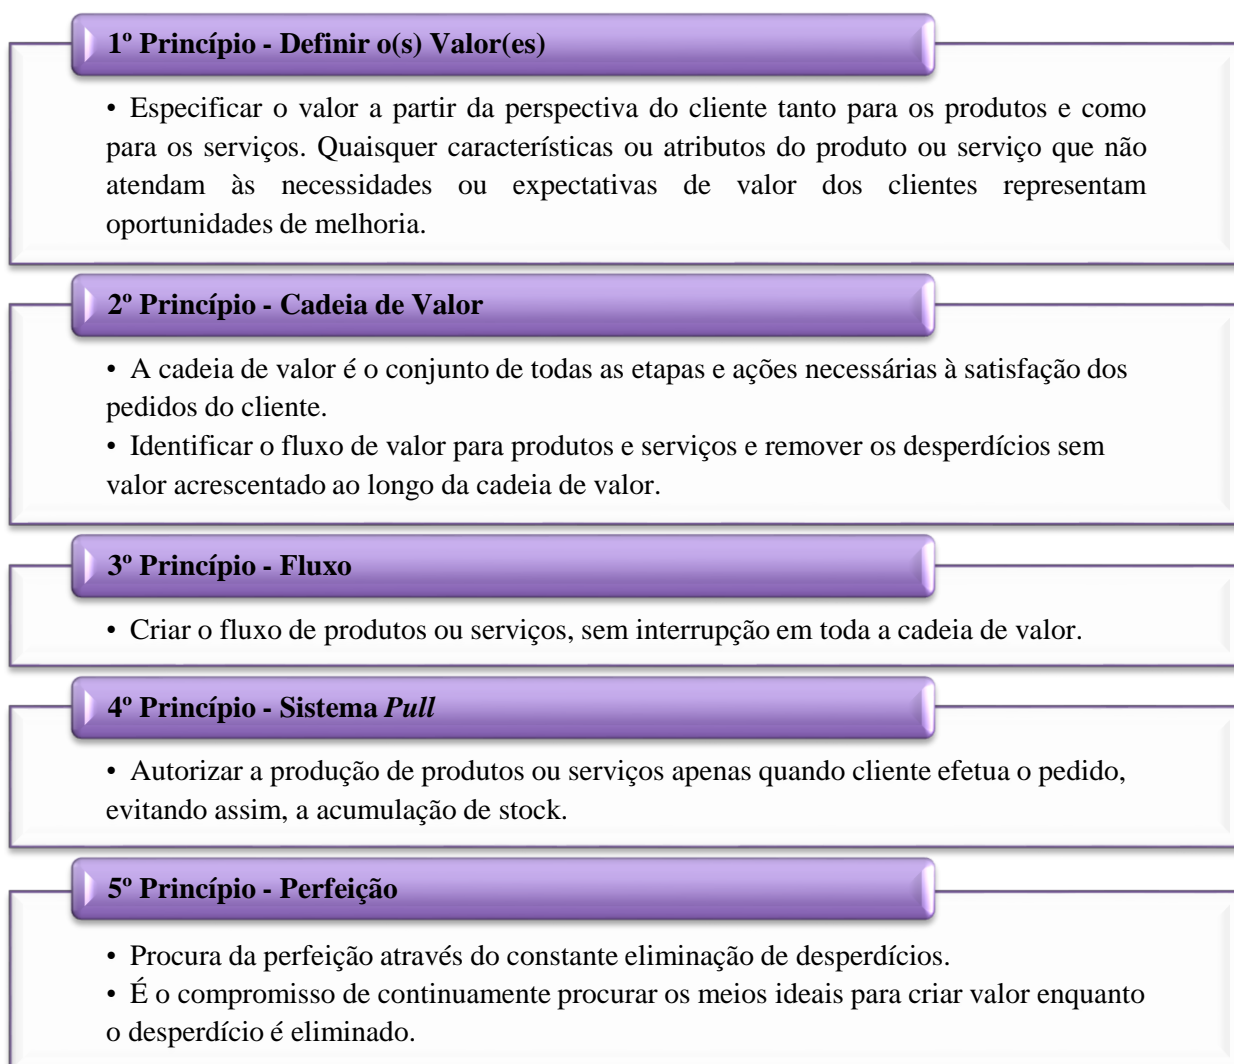 1º Princípio - Definir o(s) Valor(es)
• Especificar o valor a partir da perspectiva do cliente tanto para os produtos e como
para os serviços. Quaisquer características ou atributos do produto ou serviço que não
atendam às necessidades ou expectativas de valor dos clientes representam
oportunidades de melhoria.
2º Princípio - Cadeia de Valor
• A cadeia de valor é o conjunto de todas as etapas e ações necessárias à satisfação dos
pedidos do cliente.
• Identificar o fluxo de valor para produtos e serviços e remover os desperdícios sem
valor acrescentado ao longo da cadeia de valor.
3º Princípio - Fluxo
• Criar o fluxo de produtos ou serviços, sem interrupção em toda a cadeia de valor.
4º Princípio - Sistema Pull
• Autorizar a produção de produtos ou serviços apenas quando cliente efetua o pedido,
evitando assim, a acumulação de stock.
5º Princípio - Perfeição
• Procura da perfeição através do constante eliminação de desperdícios.
• É o compromisso de continuamente procurar os meios ideais para criar valor enquanto
o desperdício é eliminado.